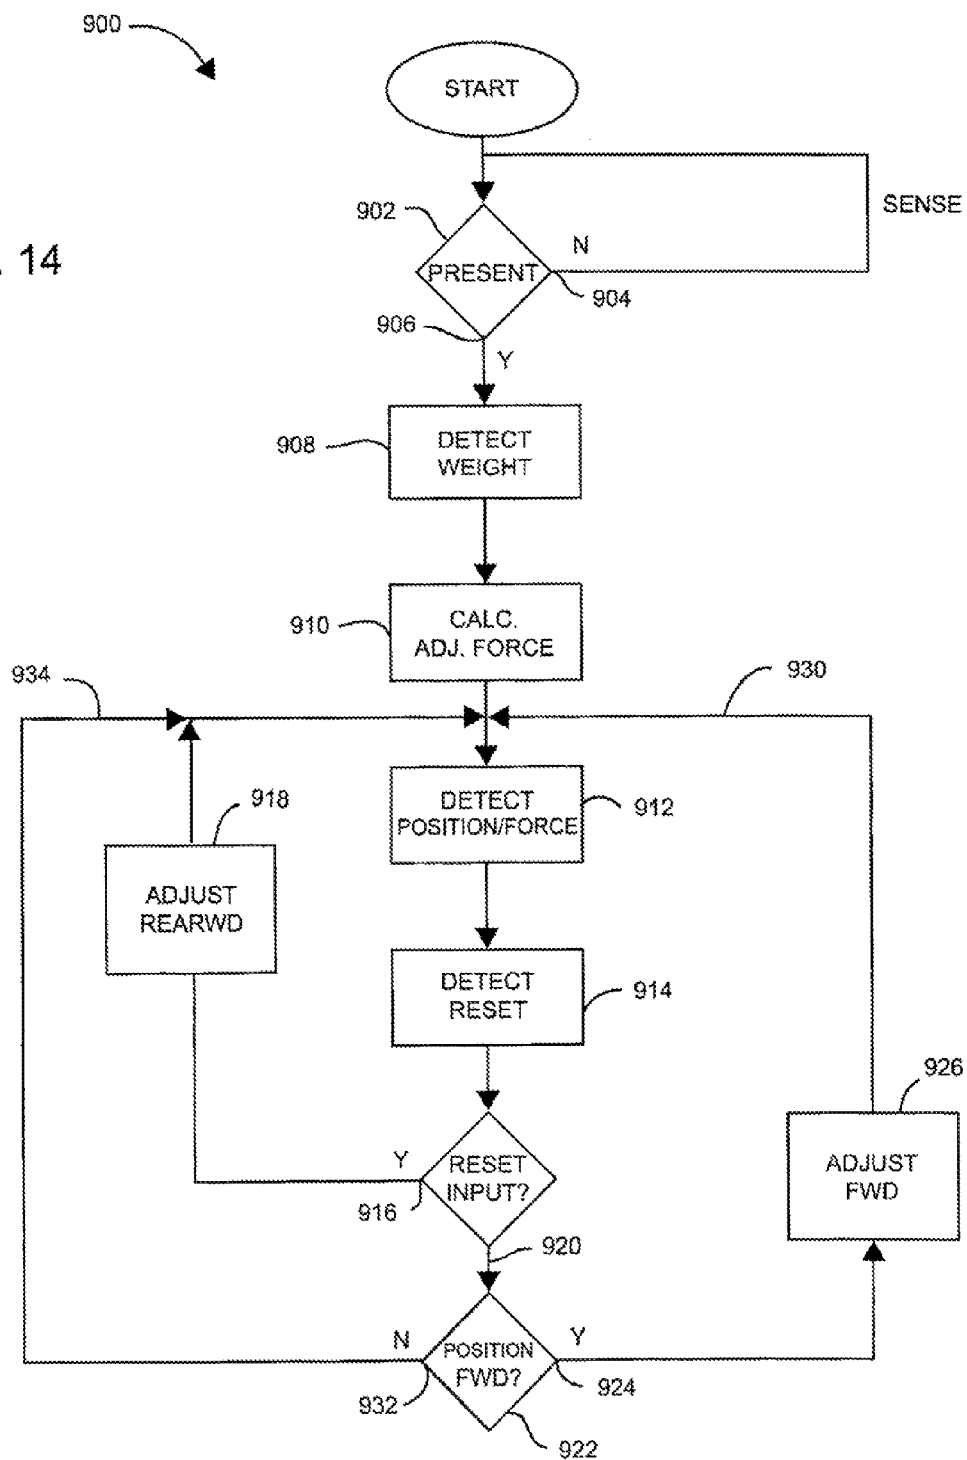 900
START
SENSE
902
N
. 14
PRESENT
904
906
Y
DETECT
WEIGHT
908
CALC.
ADJ. FORCE
910
934
930
DETECT
POSITION/FORCE
912
918
ADJUST
REARWD
DETECT
RESET
914
926
ADJUST
FWD
Y
RESET
INPUT?
916
920
N
POSITION
FWD?
Y
932
924
922